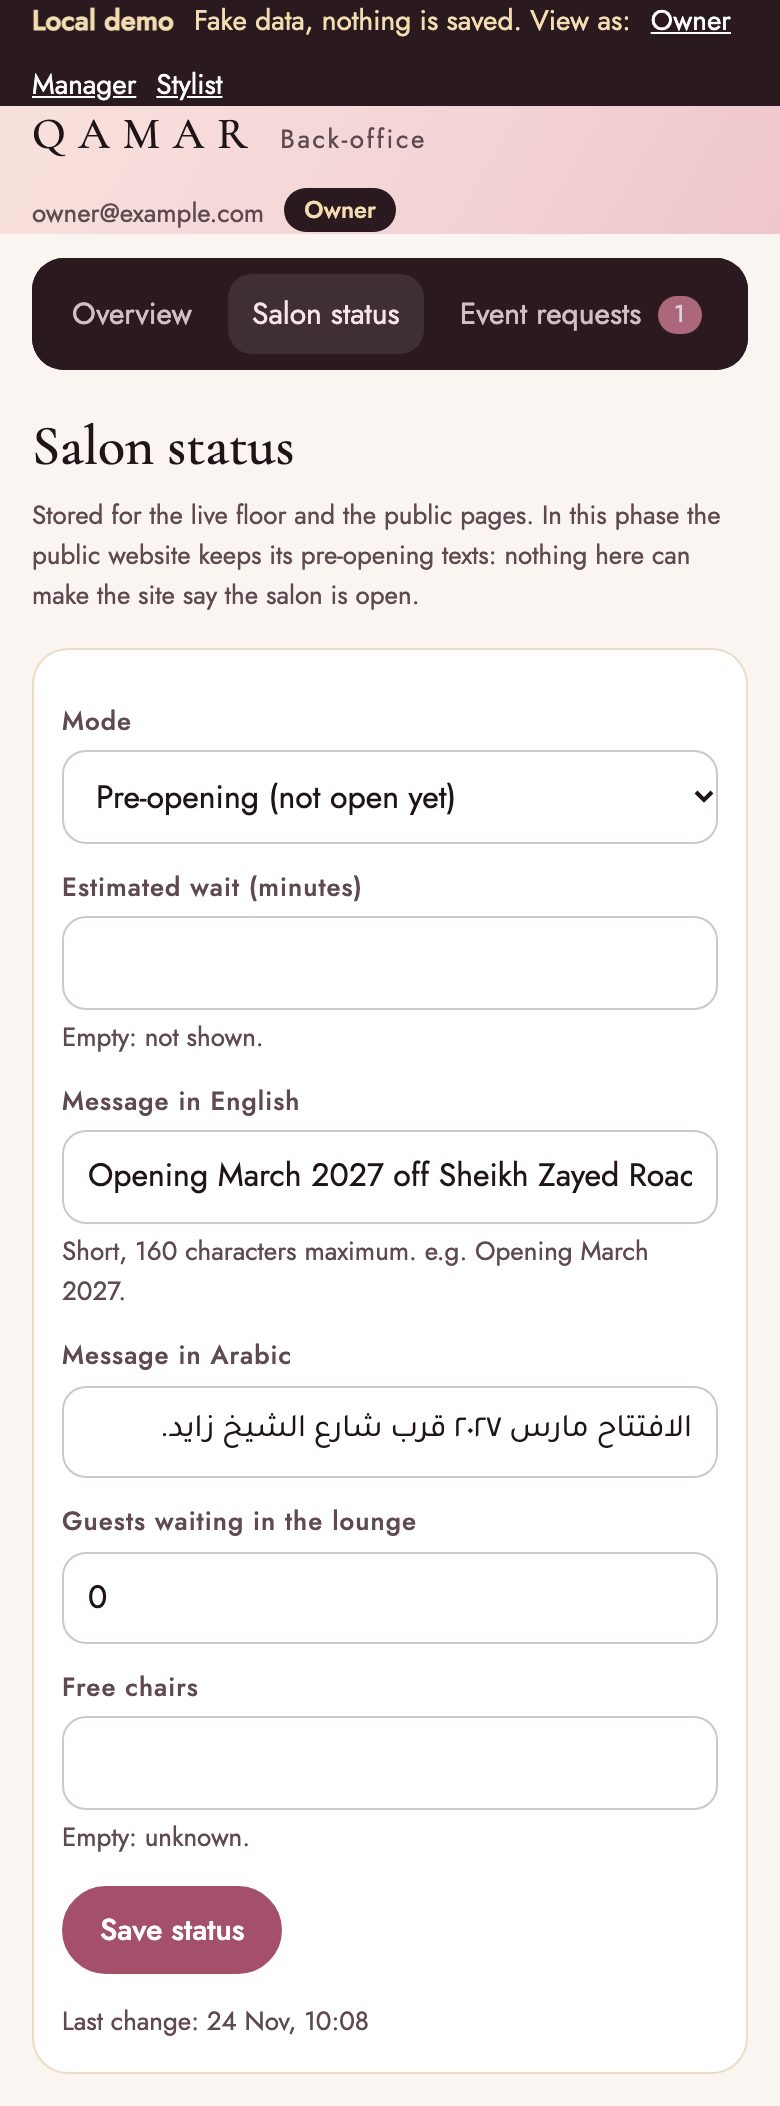 Local demo Fake data, nothing is saved. View as: Owner
Manager Stylist
QAMAR Back-office
owner@example.com Owner
Overview Salon status Event requests 1
Salon status
Stored for the live floor and the public pages. In this phase the
public website keeps its pre-opening texts: nothing here can
make the site say the salon is open.
Mode
Pre-opening (not open yet)
Estimated wait (minutes)
Empty: not shown.
Message in English
Opening March 2027 off Sheikh Zayed Road
Short, 160 characters maximum. e.g. Opening March
2027.
Message in Arabic
الافتتاح مارس ٢٠٢٧ قرب شارع الشيخ زايد.
Guests waiting in the lounge
0
Free chairs
Empty: unknown.
Save status
Last change: 24 Nov, 10:08